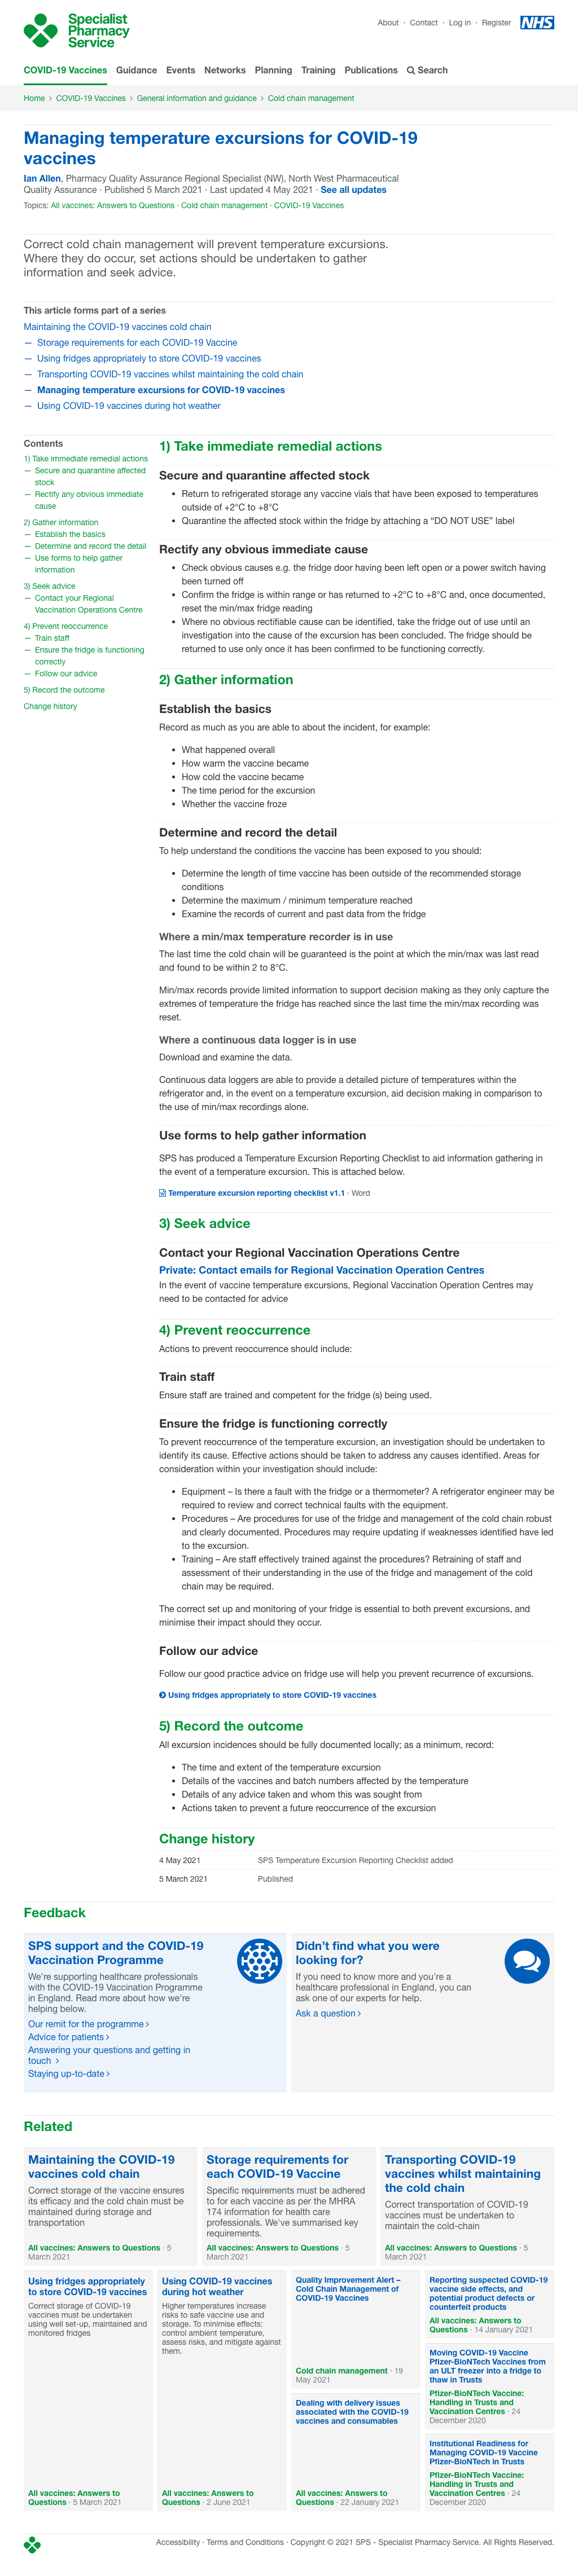 Specialist
Pharmacy
Service
About · Contact · Log in · Register
NHS
COVID-19 Vaccines Guidance Events Networks Planning Training Publications Search
Home > COVID-19 Vaccines > General information and guidance > Cold chain management
Managing temperature excursions for COVID-19
vaccines
Ian Allen, Pharmacy Quality Assurance Regional Specialist (NW), North West Pharmaceutical
Quality Assurance · Published 5 March 2021 · Last updated 4 May 2021 · See all updates
Topics: All vaccines: Answers to Questions · Cold chain management · COVID-19 Vaccines
Correct cold chain management will prevent temperature excursions.
Where they do occur, set actions should be undertaken to gather
information and seek advice.
This article forms part of a series
Maintaining the COVID-19 vaccines cold chain
— Storage requirements for each COVID-19 Vaccine
— Using fridges appropriately to store COVID-19 vaccines
— Transporting COVID-19 vaccines whilst maintaining the cold chain
— Managing temperature excursions for COVID-19 vaccines
— Using COVID-19 vaccines during hot weather
Contents
1) Take immediate remedial actions
— Secure and quarantine affected
stock
— Rectify any obvious immediate
cause
2) Gather information
— Establish the basics
— Determine and record the detail
— Use forms to help gather
information
3) Seek advice
— Contact your Regional
Vaccination Operations Centre
4) Prevent reoccurrence
— Train staff
— Ensure the fridge is functioning
correctly
— Follow our advice
5) Record the outcome
Change history
1) Take immediate remedial actions
Secure and quarantine affected stock
• Return to refrigerated storage any vaccine vials that have been exposed to temperatures
outside of +2°C to +8°C
• Quarantine the affected stock within the fridge by attaching a “DO NOT USE” label
Rectify any obvious immediate cause
• Check obvious causes e.g. the fridge door having been left open or a power switch having
been turned off
• Confirm the fridge is within range or has returned to +2°C to +8°C and, once documented,
reset the min/max fridge reading
• Where no obvious rectifiable cause can be identified, take the fridge out of use until an
investigation into the cause of the excursion has been concluded. The fridge should be
returned to use only once it has been confirmed to be functioning correctly.
2) Gather information
Establish the basics
Record as much as you are able to about the incident, for example:
• What happened overall
• How warm the vaccine became
• How cold the vaccine became
• The time period for the excursion
• Whether the vaccine froze
Determine and record the detail
To help understand the conditions the vaccine has been exposed to you should:
• Determine the length of time vaccine has been outside of the recommended storage
conditions
• Determine the maximum / minimum temperature reached
• Examine the records of current and past data from the fridge
Where a min/max temperature recorder is in use
The last time the cold chain will be guaranteed is the point at which the min/max was last read
and found to be within 2 to 8°C.
Min/max records provide limited information to support decision making as they only capture the
extremes of temperature the fridge has reached since the last time the min/max recording was
reset.
Where a continuous data logger is in use
Download and examine the data.
Continuous data loggers are able to provide a detailed picture of temperatures within the
refrigerator and, in the event on a temperature excursion, aid decision making in comparison to
the use of min/max recordings alone.
Use forms to help gather information
SPS has produced a Temperature Excursion Reporting Checklist to aid information gathering in
the event of a temperature excursion. This is attached below.
Temperature excursion reporting checklist v1.1 · Word
3) Seek advice
Contact your Regional Vaccination Operations Centre
Private: Contact emails for Regional Vaccination Operation Centres
In the event of vaccine temperature excursions, Regional Vaccination Operation Centres may
need to be contacted for advice
4) Prevent reoccurrence
Actions to prevent reoccurrence should include:
Train staff
Ensure staff are trained and competent for the fridge (s) being used.
Ensure the fridge is functioning correctly
To prevent reoccurrence of the temperature excursion, an investigation should be undertaken to
identify its cause. Effective actions should be taken to address any causes identified. Areas for
consideration within your investigation should include:
• Equipment – Is there a fault with the fridge or a thermometer? A refrigerator engineer may be
required to review and correct technical faults with the equipment.
• Procedures – Are procedures for use of the fridge and management of the cold chain robust
and clearly documented. Procedures may require updating if weaknesses identified have led
to the excursion.
• Training – Are staff effectively trained against the procedures? Retraining of staff and
assessment of their understanding in the use of the fridge and management of the cold
chain may be required.
The correct set up and monitoring of your fridge is essential to both prevent excursions, and
minimise their impact should they occur.
Follow our advice
Follow our good practice advice on fridge use will help you prevent recurrence of excursions.
Using fridges appropriately to store COVID-19 vaccines
5) Record the outcome
All excursion incidences should be fully documented locally; as a minimum, record:
• The time and extent of the temperature excursion
• Details of the vaccines and batch numbers affected by the temperature
• Details of any advice taken and whom this was sought from
• Actions taken to prevent a future reoccurrence of the excursion
Change history
4 May 2021 SPS Temperature Excursion Reporting Checklist added
5 March 2021 Published
Feedback
SPS support and the COVID-19
Vaccination Programme
We're supporting healthcare professionals
with the COVID-19 Vaccination Programme
in England. Read more about how we're
helping below.
Our remit for the programme >
Advice for patients >
Answering your questions and getting in
touch >
Staying up-to-date >
Didn’t find what you were
looking for?
If you need to know more and you're a
healthcare professional in England, you can
ask one of our experts for help.
Ask a question >
Related
Maintaining the COVID-19
vaccines cold chain
Correct storage of the vaccine ensures
its efficacy and the cold chain must be
maintained during storage and
transportation
All vaccines: Answers to Questions · 5
March 2021
Storage requirements for
each COVID-19 Vaccine
Specific requirements must be adhered
to for each vaccine as per the MHRA
174 information for health care
professionals. We've summarised key
requirements.
All vaccines: Answers to Questions · 5
March 2021
Transporting COVID-19
vaccines whilst maintaining
the cold chain
Correct transportation of COVID-19
vaccines must be undertaken to
maintain the cold-chain
All vaccines: Answers to Questions · 5
March 2021
Using fridges appropriately
to store COVID-19 vaccines
Correct storage of COVID-19
vaccines must be undertaken
using well set-up, maintained and
monitored fridges
All vaccines: Answers to
Questions · 5 March 2021
Using COVID-19 vaccines
during hot weather
Higher temperatures increase
risks to safe vaccine use and
storage. To minimise effects:
control ambient temperature,
assess risks, and mitigate against
them.
All vaccines: Answers to
Questions · 2 June 2021
Quality Improvement Alert –
Cold Chain Management of
COVID-19 Vaccines
Cold chain management · 19
May 2021
Dealing with delivery issues
associated with the COVID-19
vaccines and consumables
All vaccines: Answers to
Questions · 22 January 2021
Reporting suspected COVID-19
vaccine side effects, and
potential product defects or
counterfeit products
All vaccines: Answers to
Questions · 14 January 2021
Moving COVID-19 Vaccine
Pfizer-BioNTech Vaccines from
an ULT freezer into a fridge to
thaw in Trusts
Pfizer-BioNTech Vaccine:
Handling in Trusts and
Vaccination Centres · 24
December 2020
Institutional Readiness for
Managing COVID-19 Vaccine
Pfizer-BioNTech in Trusts
Pfizer-BioNTech Vaccine:
Handling in Trusts and
Vaccination Centres · 24
December 2020
Accessibility · Terms and Conditions · Copyright © 2021 SPS - Specialist Pharmacy Service. All Rights Reserved.